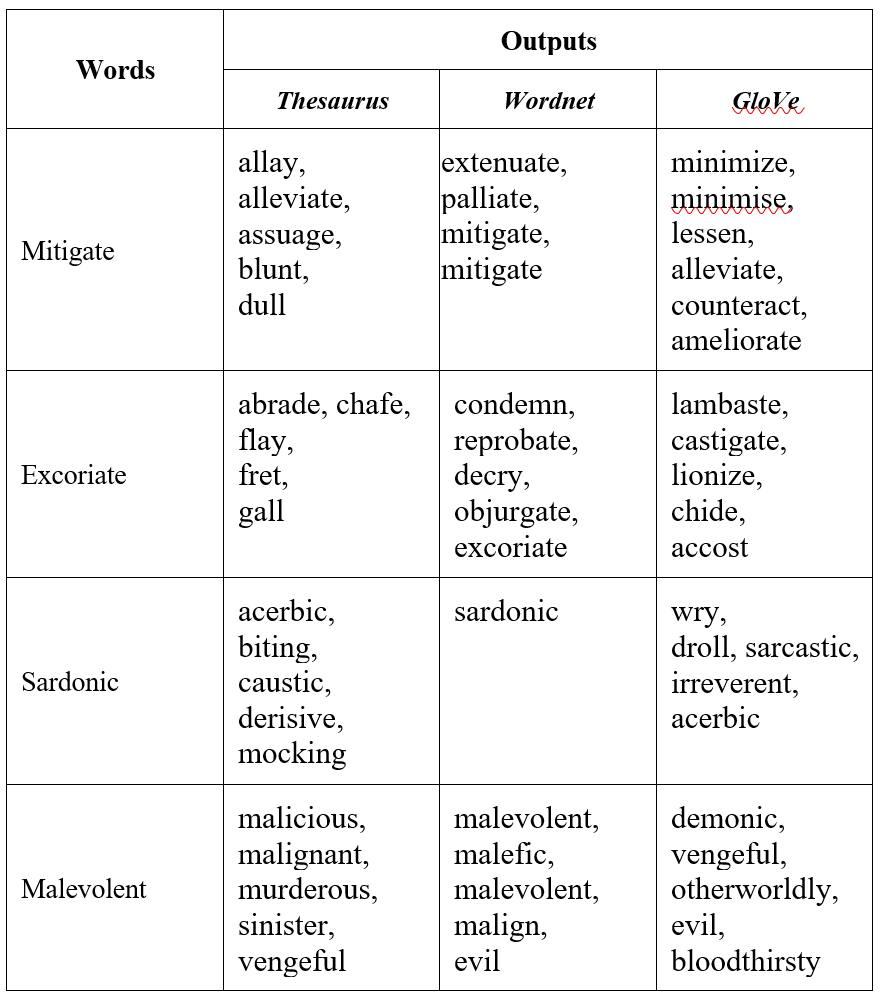 Words
Outputs
Thesaurus
Wordnet
GloVe
Mitigate
allay,
alleviate,
assuage,
blunt,
dull
extenuate,
palliate,
mitigate,
mitigate
minimize,
minimise,
lessen,
alleviate,
counteract,
ameliorate
Excoriate
abrade, chafe,
flay,
fret,
gall
condemn,
reprobate,
decry,
objurgate,
excoriate
lambaste,
castigate,
lionize,
chide,
accost
Sardonic
acerbic,
biting,
caustic,
derisive,
mocking
sardonic
wry,
droll, sarcastic,
irreverent,
acerbic
Malevolent
malicious,
malignant,
murderous,
sinister,
vengeful
malevolent,
malefic,
malevolent,
malign,
evil
demonic,
vengeful,
otherworldly,
evil,
bloodthirsty